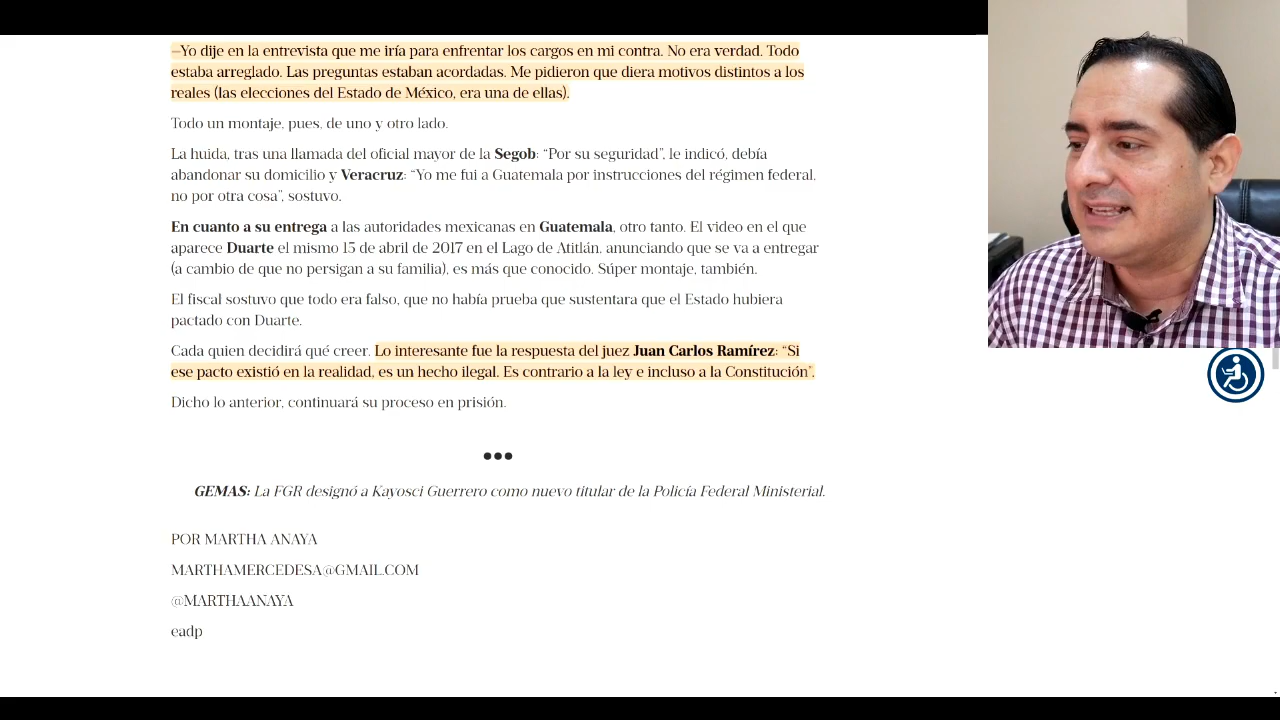 –Yo dije en la entrevista que me iría para enfrentar los cargos en mi contra. No era verdad. Todo
estaba arreglado. Las preguntas estaban acordadas. Me pidieron que diera motivos distintos a los
reales (las elecciones del Estado de México, era una de ellas).
Todo un montaje, pues, de uno y otro lado.
La huida, tras una llamada del oficial mayor de la Segob: “Por su seguridad”, le indicó, debía
abandonar su domicilio y Veracruz: “Yo me fui a Guatemala por instrucciones del régimen federal,
no por otra cosa”, sostuvo.
En cuanto a su entrega a las autoridades mexicanas en Guatemala, otro tanto. El video en el que
aparece Duarte el mismo 15 de abril de 2017 en el Lago de Atitlán, anunciando que se va a entregar
(a cambio de que no persigan a su familia), es más que conocido. Súper montaje, también.
El fiscal sostuvo que todo era falso, que no había prueba que sustentara que el Estado hubiera
pactado con Duarte.
Cada quien decidirá qué creer. Lo interesante fue la respuesta del juez Juan Carlos Ramírez: “Si
ese pacto existió en la realidad, es un hecho ilegal. Es contrario a la ley e incluso a la Constitución”.
Dicho lo anterior, continuará su proceso en prisión.
•••
GEMAS: La FGR designó a Kayosci Guerrero como nuevo titular de la Policía Federal Ministerial.
POR MARTHA ANAYA
MARTHAMERCEDESA@GMAIL.COM
@MARTHAANAYA
eadp